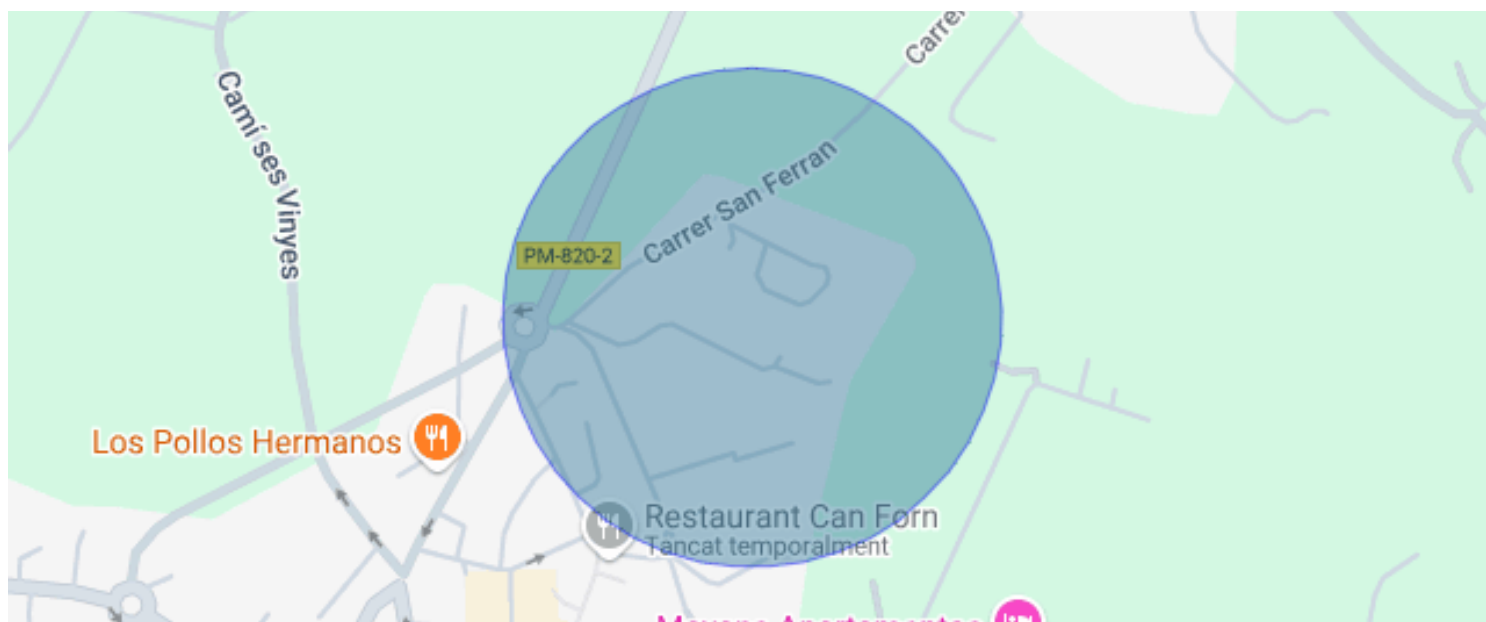 Carrer
Camí ses Vinyes
Carrer San Ferran
PM-820-2
Los Pollos Hermanos
Restaurant Can Forn
Tancat temporalment